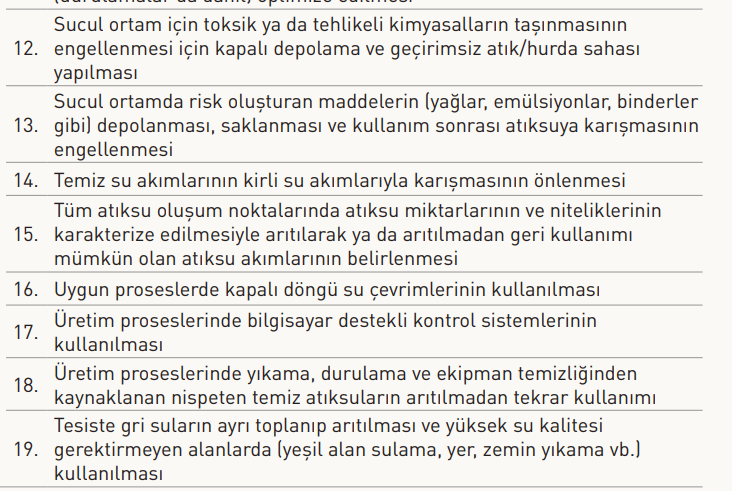 (durulamalar da dahil) optimize edilmesi
12. Sucul ortam için toksik ya da tehlikeli kimyasalların taşınmasının
engellenmesi için kapalı depolama ve geçirimsiz atık/hurda sahası
yapılması
13. Sucul ortamda risk oluşturan maddelerin (yağlar, emülsiyonlar, binderler
gibi) depolanması, saklanması ve kullanım sonrası atıksuya karışmasının
engellenmesi
14. Temiz su akımlarının kirli su akımlarıyla karışmasının önlenmesi
15. Tüm atıksu oluşum noktalarında atıksu miktarlarının ve niteliklerinin
karakterize edilmesiyle arıtılarak ya da arıtılmadan geri kullanımı
mümkün olan atıksu akımlarının belirlenmesi
16. Uygun proseslerde kapalı döngü su çevrimlerinin kullanılması
17. Üretim proseslerinde bilgisayar destekli kontrol sistemlerinin
kullanılması
18. Üretim proseslerinde yıkama, durulama ve ekipman temizliğinden
kaynaklanan nispeten temiz atıksuların arıtılmadan tekrar kullanımı
19. Tesiste gri suların ayrı toplanıp arıtılması ve yüksek su kalitesi
gerektirmeyen alanlarda (yeşil alan sulama, yer, zemin yıkama vb.)
kullanılması